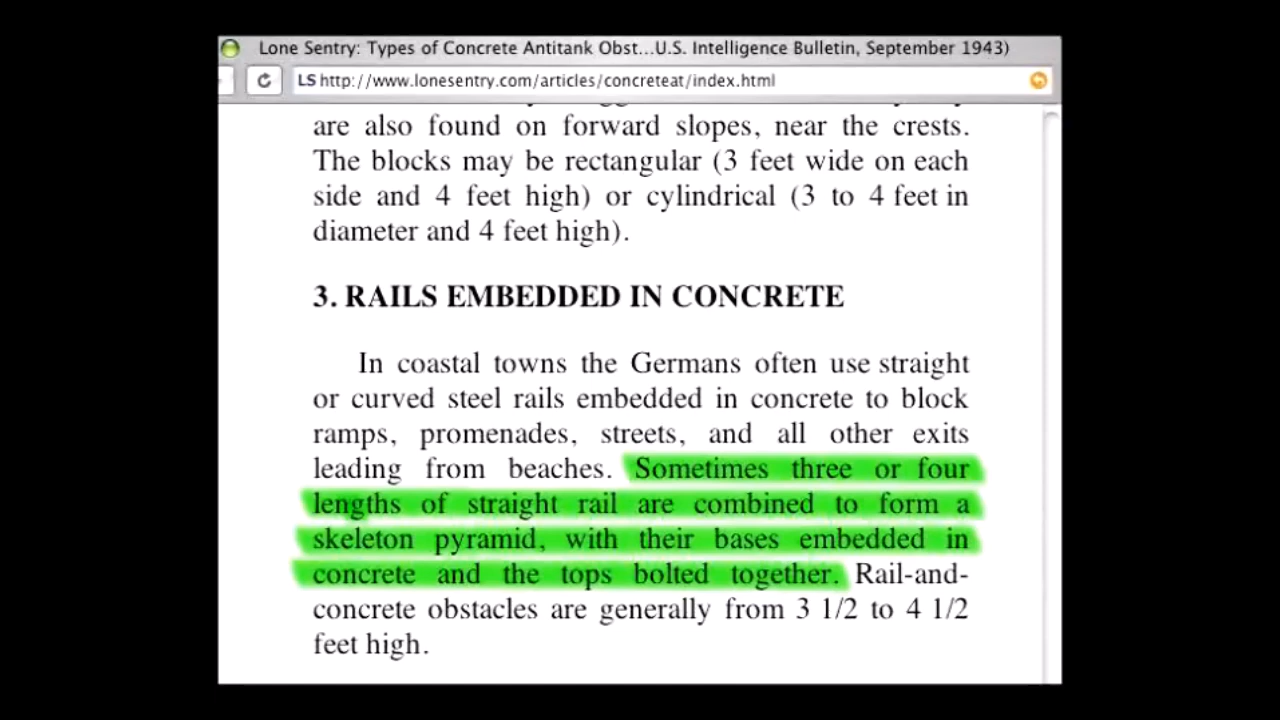 Lone Sentry: Types of Concrete Antitank Obst...U.S. Intelligence Bulletin, September 1943)
LS http://www.lonesentry.com/articles/concreteat/index.html
are also found on forward slopes, near the crests.
The blocks may be rectangular (3 feet wide on each
side and 4 feet high) or cylindrical (3 to 4 feet in
diameter and 4 feet high).
3. RAILS EMBEDDED IN CONCRETE
In coastal towns the Germans often use straight
or curved steel rails embedded in concrete to block
ramps, promenades, streets, and all other exits
leading from beaches. Sometimes three or four
lengths of straight rail are combined to form a
skeleton pyramid, with their bases embedded in
concrete and the tops bolted together. Rail-and-
concrete obstacles are generally from 3 1/2 to 4 1/2
feet high.